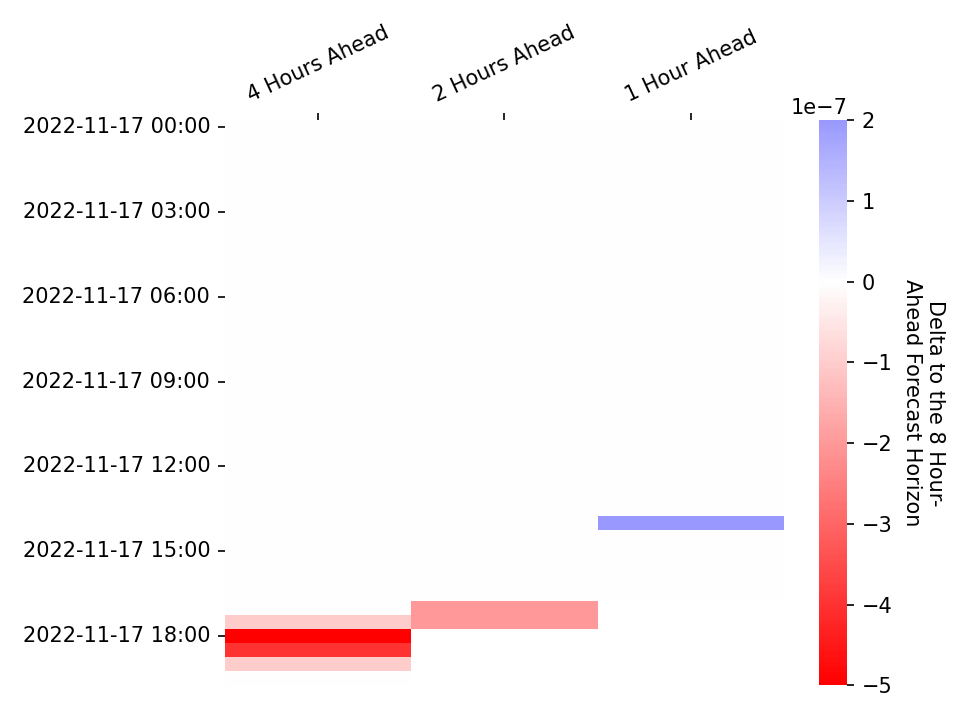 4 Hours Ahead
2 Hours Ahead
1 Hour Ahead
2022-11-17 00:00
2022-11-17 03:00
2022-11-17 06:00
2022-11-17 09:00
2022-11-17 12:00
2022-11-17 15:00
2022-11-17 18:00
1e−7
2
1
0
−1
−2
−3
−4
−5
Delta to the 8 Hour-
Ahead Forecast Horizon